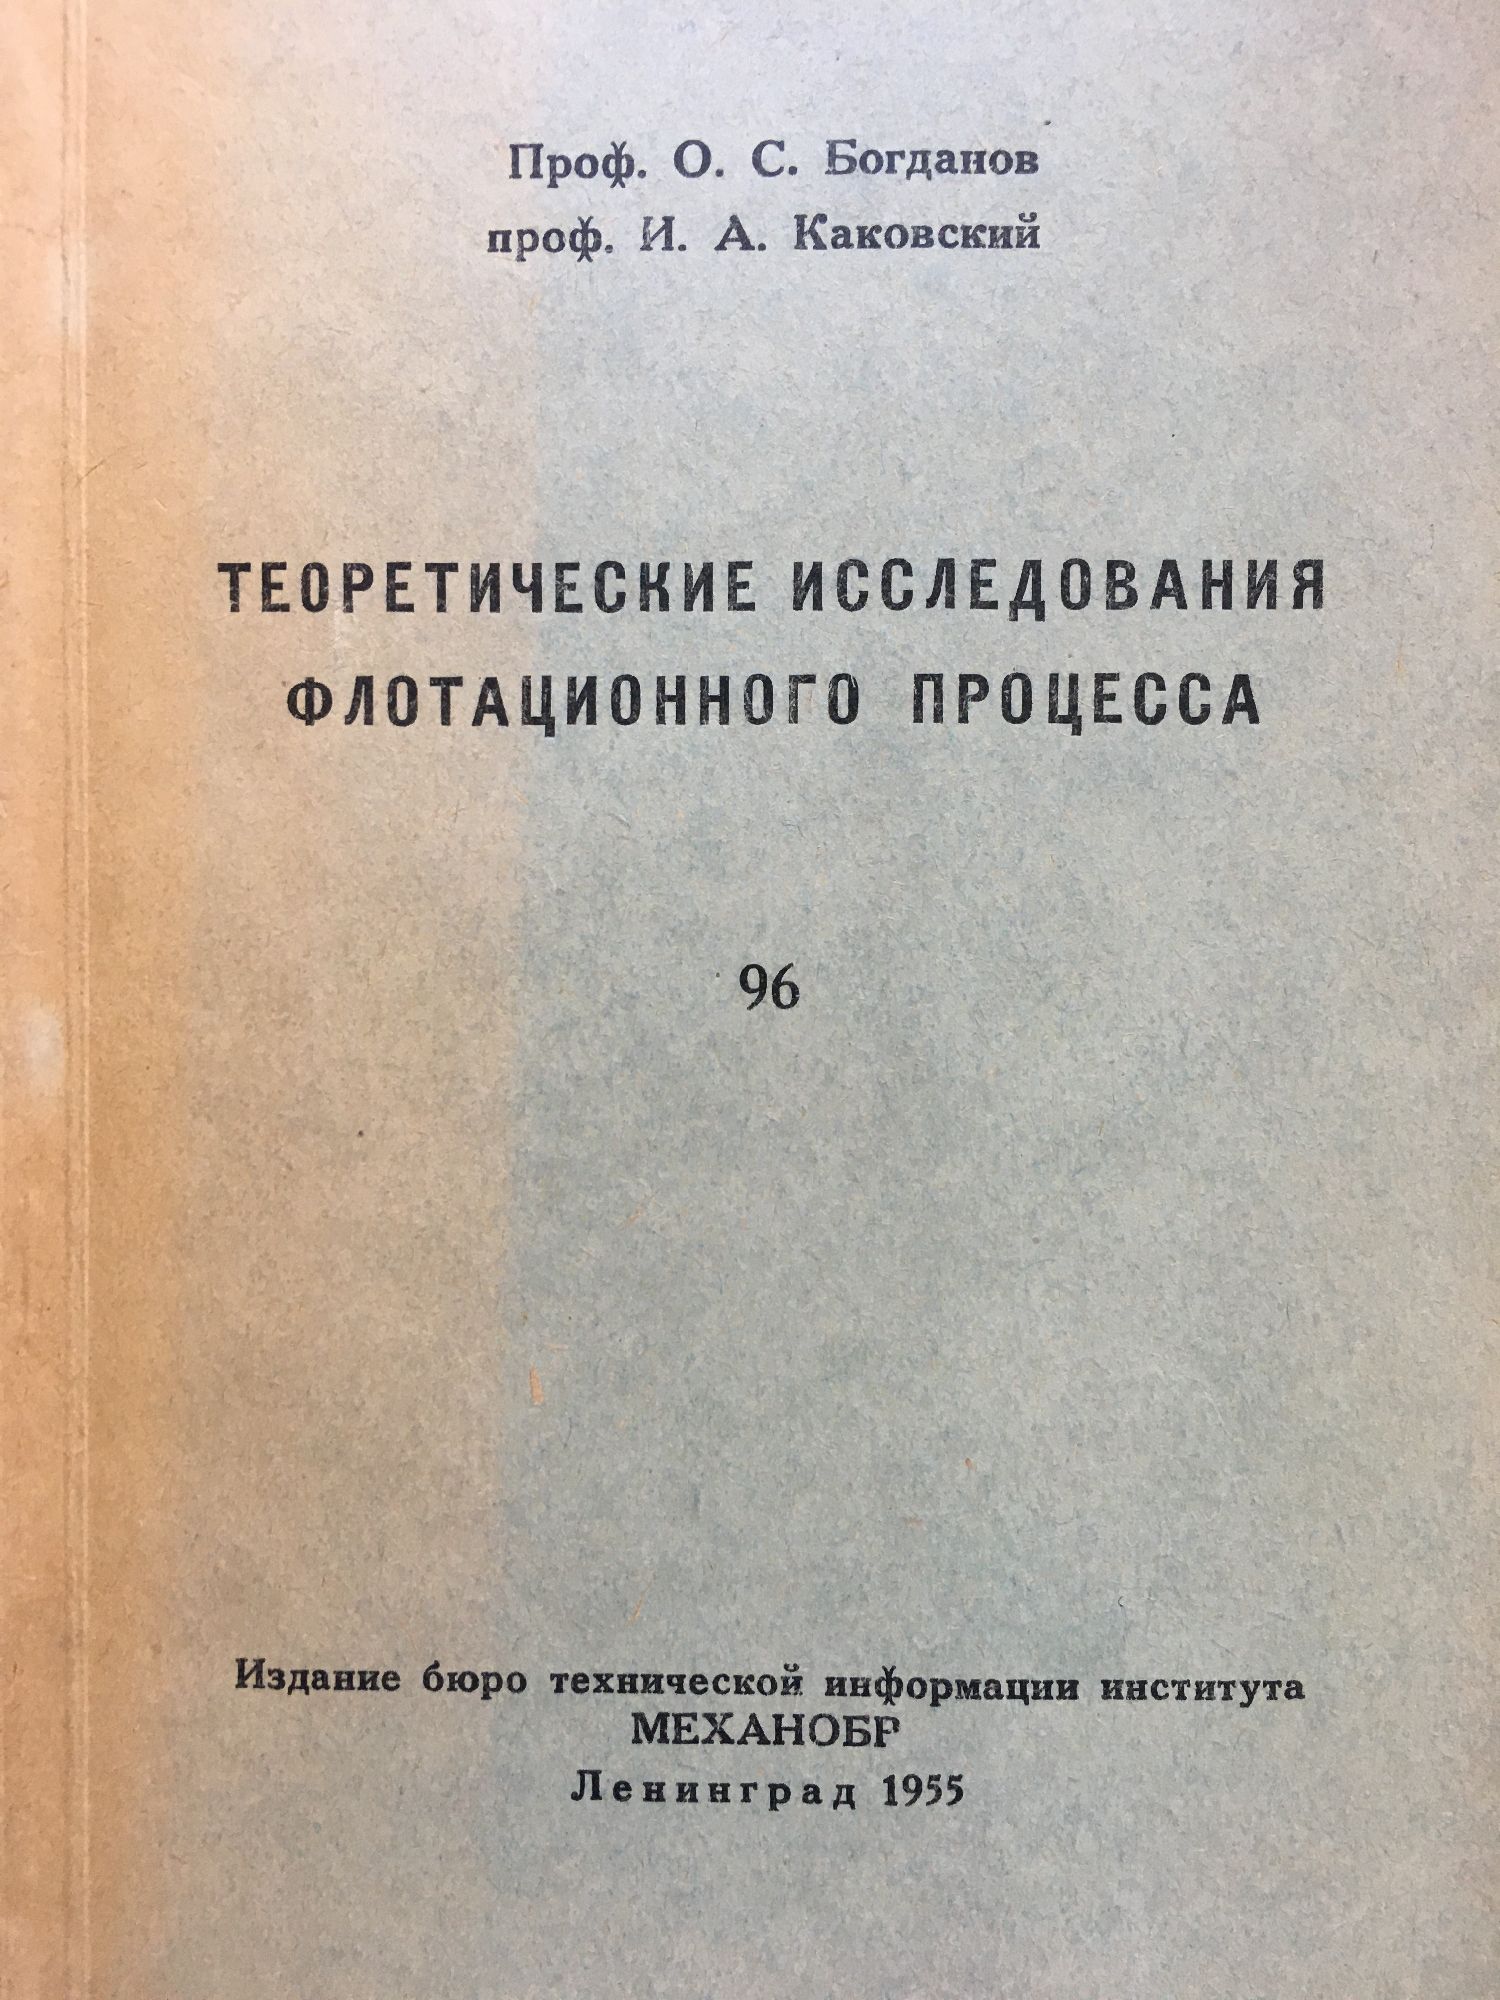 Проф. О. С. Богданов
проф. И. А. Каковский
ТЕОРЕТИЧЕСКИЕ ИССЛЕДОВАНИЯ
ФЛОТАЦИОННОГО ПРОЦЕССА
96
Издание бюро технической информации института
МЕХАНОБР
Ленинград 1955